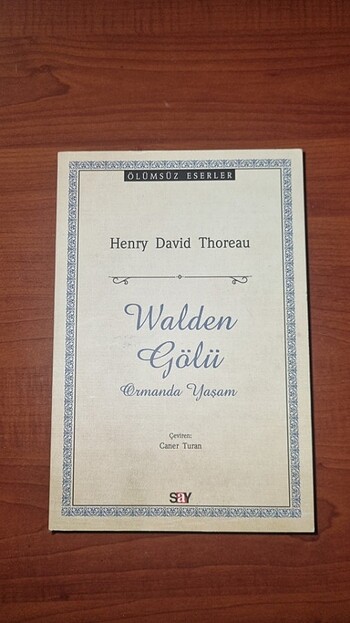 ÖLÜMSÜZ ESERLER
Henry David Thoreau
Walden
Gölü
Ormanda Yaşam
Çeviren:
Caner Turan
say